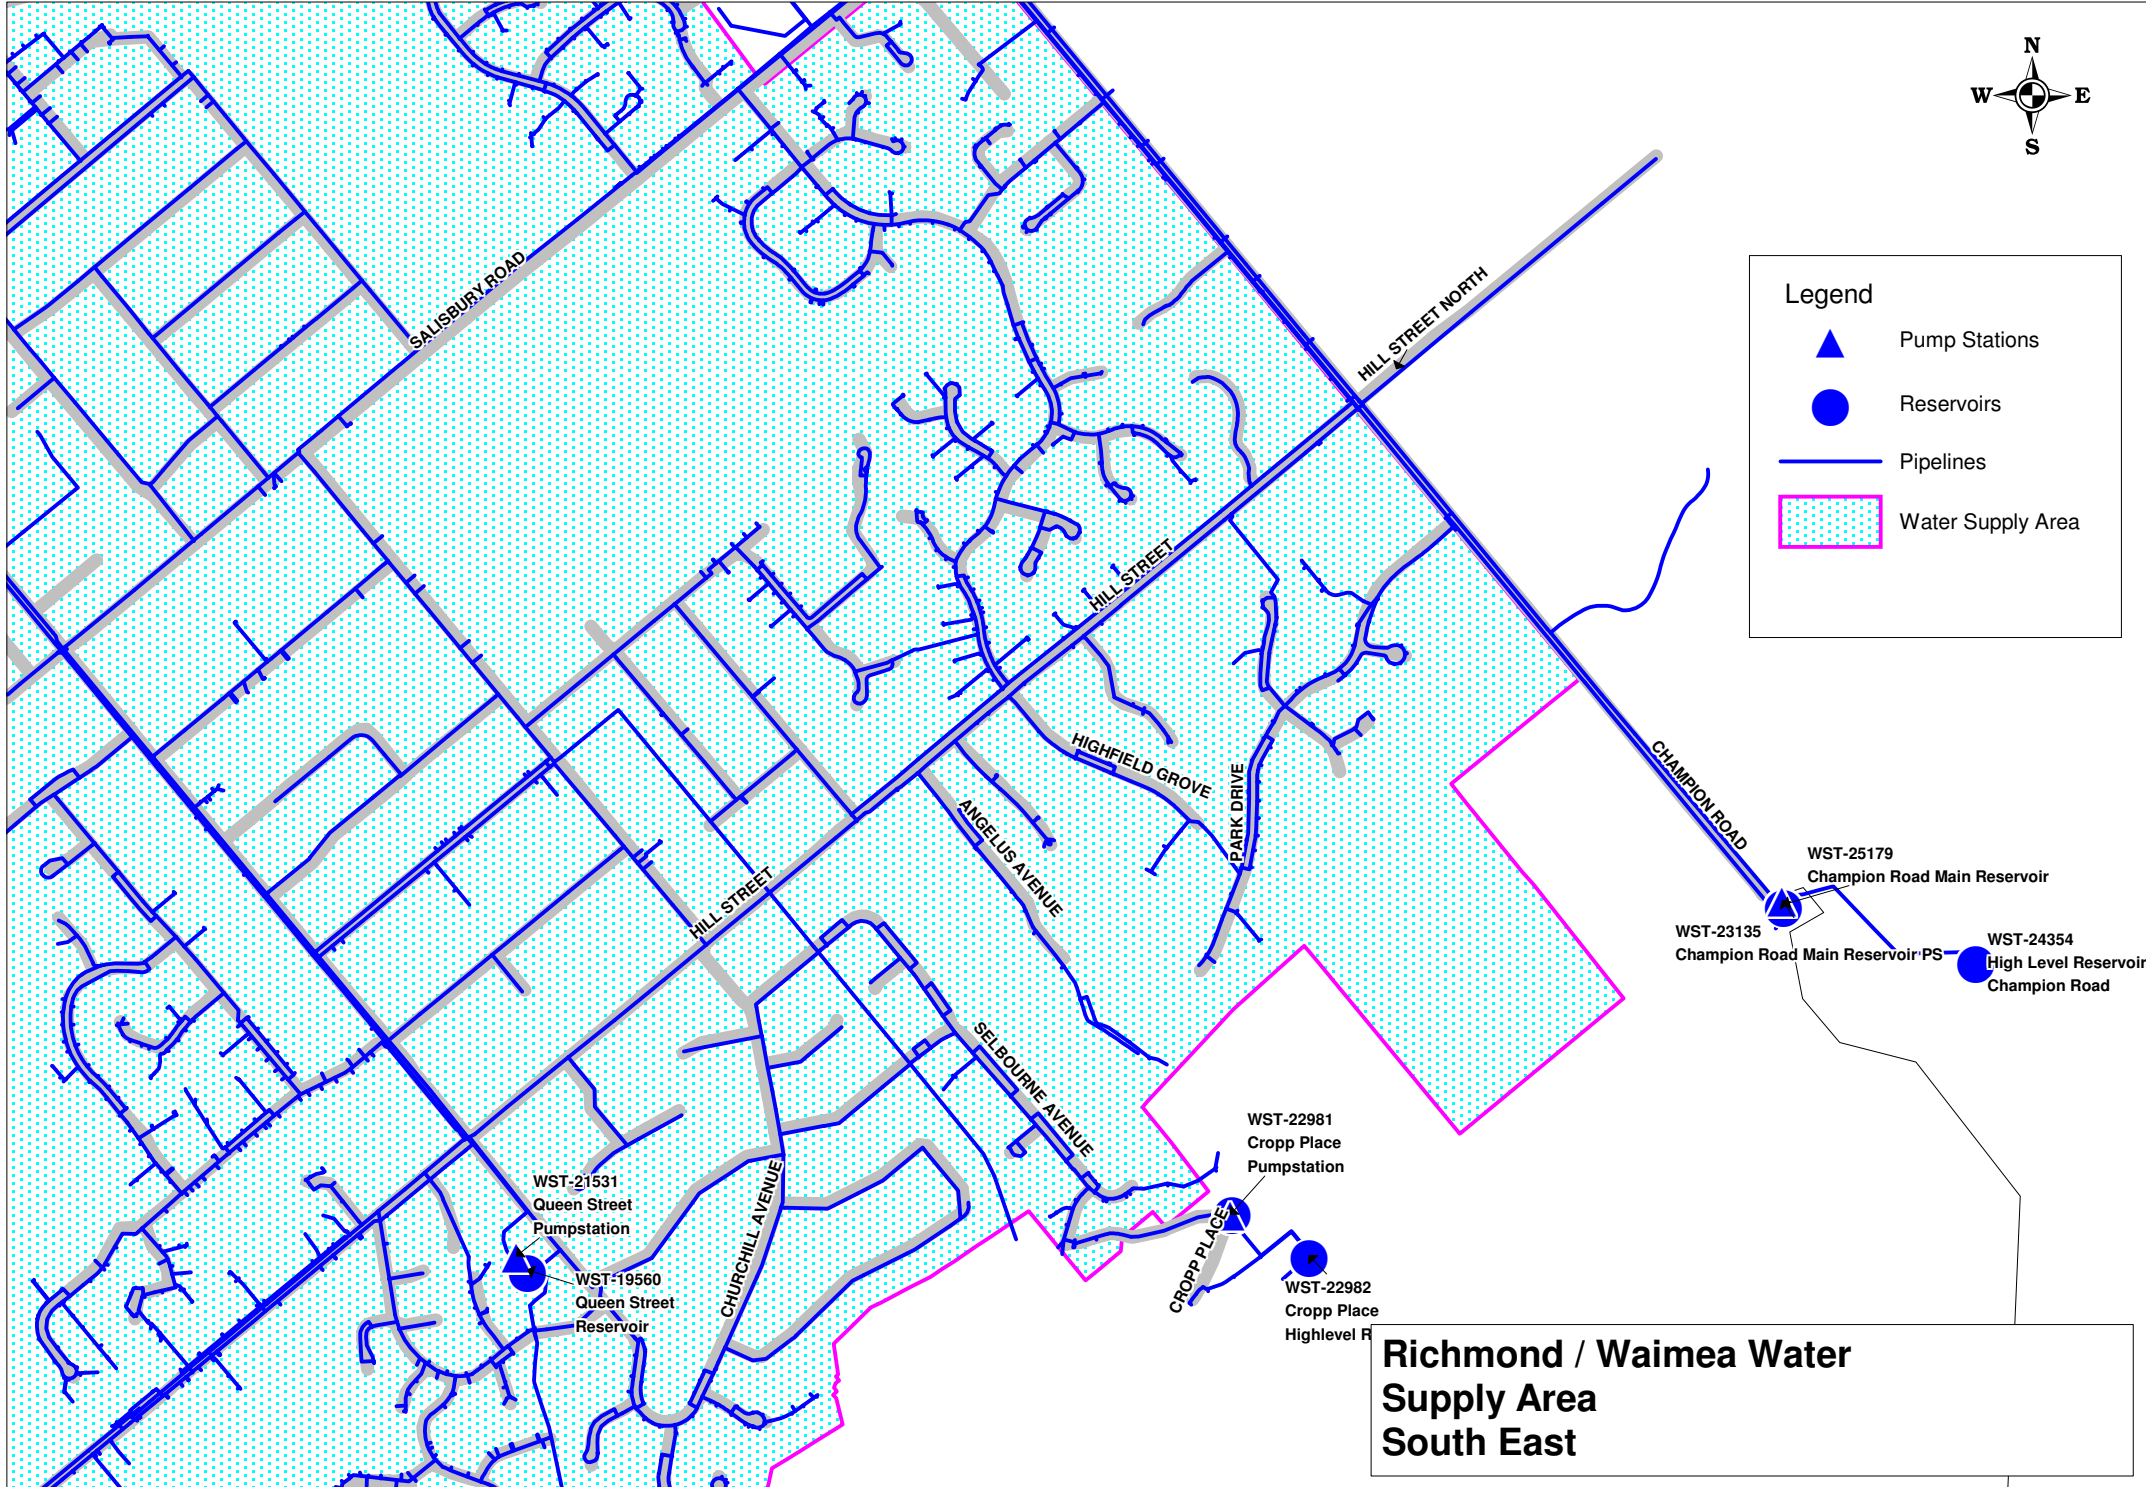 N
W E
S
SALISBURY ROAD
HILL STREET NORTH
Legend
Pump Stations
Reservoirs
Pipelines
Water Supply Area
HILL STREET
HIGHFIELD GROVE
PARK DRIVE
ANGELUS AVENUE
CHAMPION ROAD
WST-25179
Champion Road Main Reservoir
WST-23135
Champion Road Main Reservoir PS
WST-24354
High Level Reservoir
Champion Road
HILL STREET
SELBOURNE AVENUE
WST-22981
Cropp Place
Pumpstation
WST-21531
Queen Street
Pumpstation
CHURCHILL AVENUE
CROPP PLACE
WST-19560
Queen Street
Reservoir
WST-22982
Cropp Place
Highlevel R
Richmond / Waimea Water
Supply Area
South East